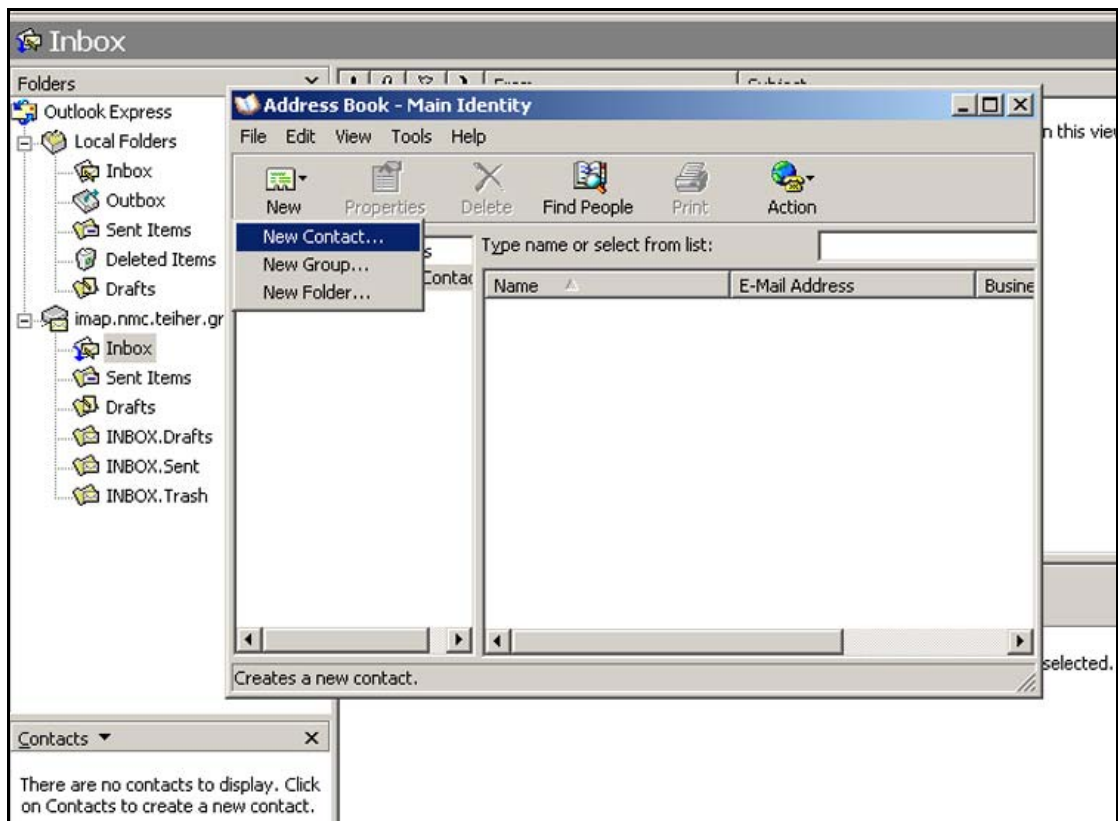 Inbox
Folders
Outlook Express
Local Folders
Inbox
Outbox
Sent Items
Deleted Items
Drafts
imap.nmc.teiher.gr
Inbox
Sent Items
Drafts
INBOX.Drafts
INBOX.Sent
INBOX.Trash
Contacts
There are no contacts to display. Click
on Contacts to create a new contact.
Address Book - Main Identity
File Edit View Tools Help
New Properties Delete Find People Print Action
New Contact...
New Group...
New Folder...
Type name or select from list:
Name E-Mail Address Busine
Creates a new contact.
n this vie
selected.